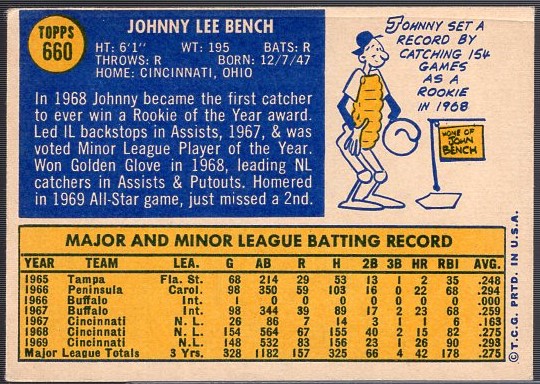 TOPPS
660
JOHNNY LEE BENCH
HT: 6'1" WT: 195 BATS: R
THROWS: R BORN: 12/7/47
HOME: CINCINNATI, OHIO
In 1968 Johnny became the first catcher
to ever win a Rookie of the Year award.
Led IL backstops in Assists, 1967, & was
voted Minor League Player of the Year.
Won Golden Glove in 1968, leading NL
catchers in Assists & Putouts. Homered
in 1969 All-Star game, just missed a 2nd.
JOHNNY SET A
RECORD BY
CATCHING 154
GAMES
AS A
ROOKIE
IN 1968
HOME OF
JOHN
BENCH
MAJOR AND MINOR LEAGUE BATTING RECORD
YEAR TEAM LEA. G AB R H 2B 3B HR RBI AVG.
1965 Tampa Fla. St. 68 214 29 53 13 1 2 35 .248
1966 Peninsula Carol. 98 350 59 103 16 0 22 68 .294
1966 Buffalo Int. 1 0 0 0 0 0 0 0 .000
1967 Buffalo Int. 98 344 39 89 17 2 23 68 .259
1967 Cincinnati N. L. 26 86 7 14 3 1 1 6 .163
1968 Cincinnati N. L. 154 564 67 155 40 2 15 82 .275
1969 Cincinnati N. L. 148 532 83 156 23 1 26 90 .293
Major League Totals 3 Yrs. 328 1182 157 325 66 4 42 178 .275
© T.C.G. PRTD. IN U.S.A.